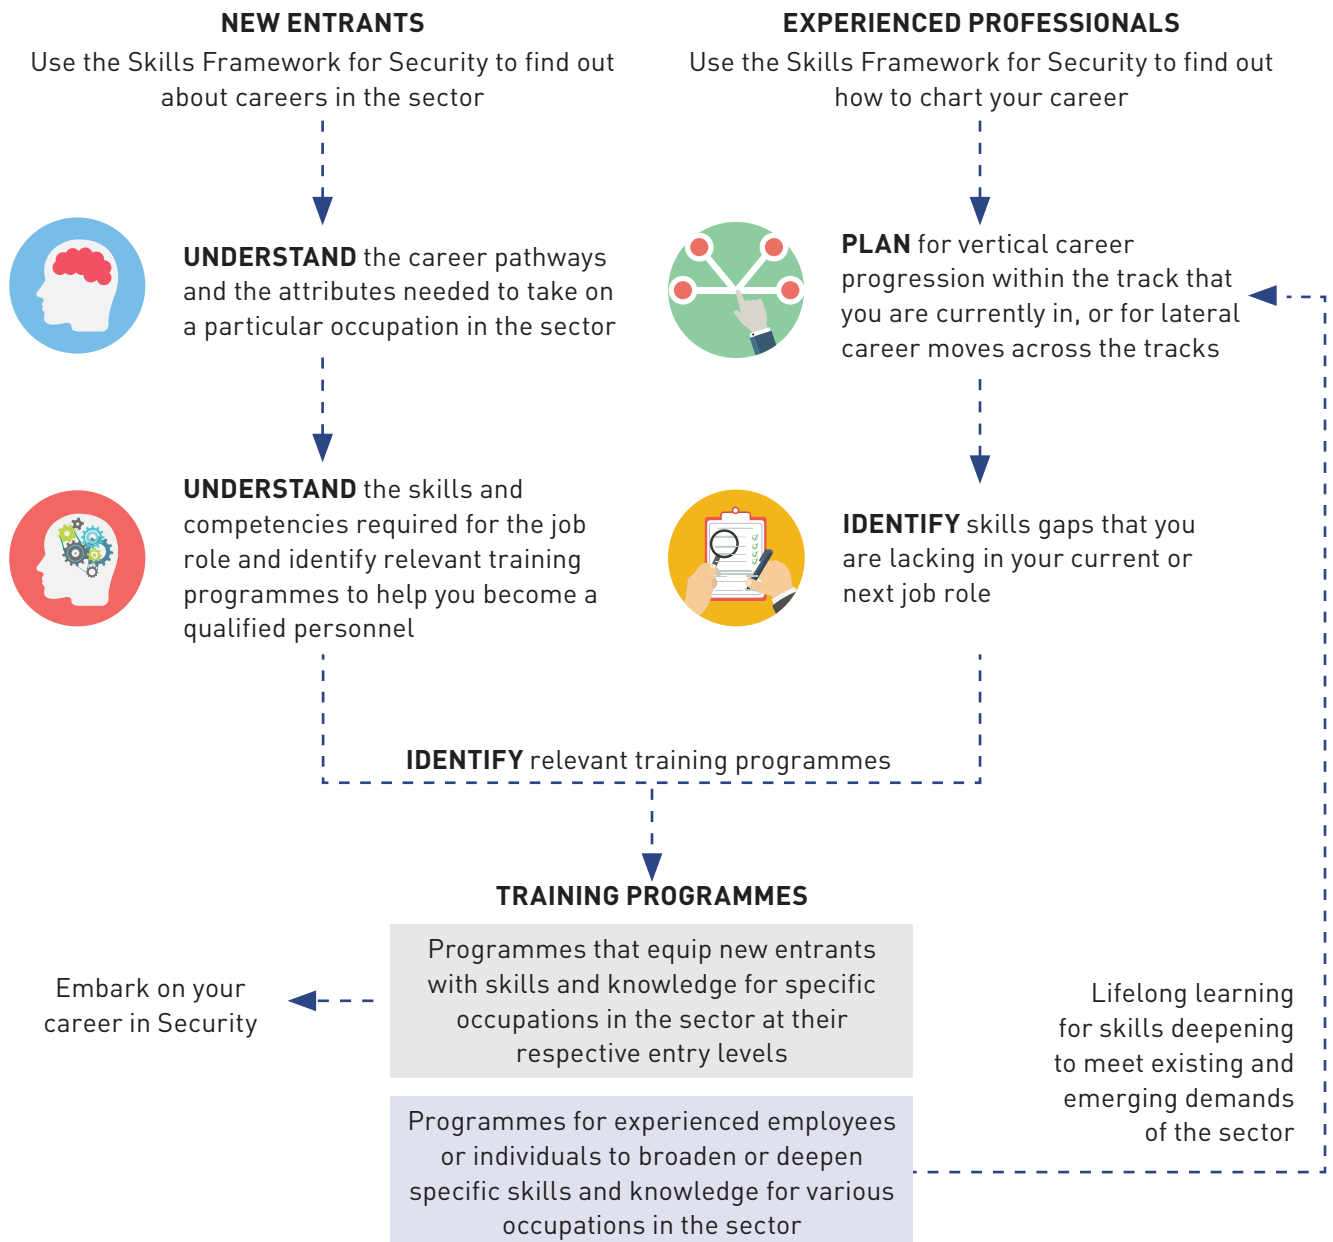 NEW ENTRANTS
Use the Skills Framework for Security to find out
about careers in the sector
UNDERSTAND the career pathways
and the attributes needed to take on
a particular occupation in the sector
UNDERSTAND the skills and
competencies required for the job
role and identify relevant training
programmes to help you become a
qualified personnel
EXPERIENCED PROFESSIONALS
Use the Skills Framework for Security to find out
how to chart your career
PLAN for vertical career
progression within the track that
you are currently in, or for lateral
career moves across the tracks
IDENTIFY skills gaps that you
are lacking in your current or
next job role
IDENTIFY relevant training programmes
TRAINING PROGRAMMES
Programmes that equip new entrants
with skills and knowledge for specific
occupations in the sector at their
respective entry levels
Embark on your
career in Security
Programmes for experienced employees
or individuals to broaden or deepen
specific skills and knowledge for various
occupations in the sector
Lifelong learning
for skills deepening
to meet existing and
emerging demands
of the sector